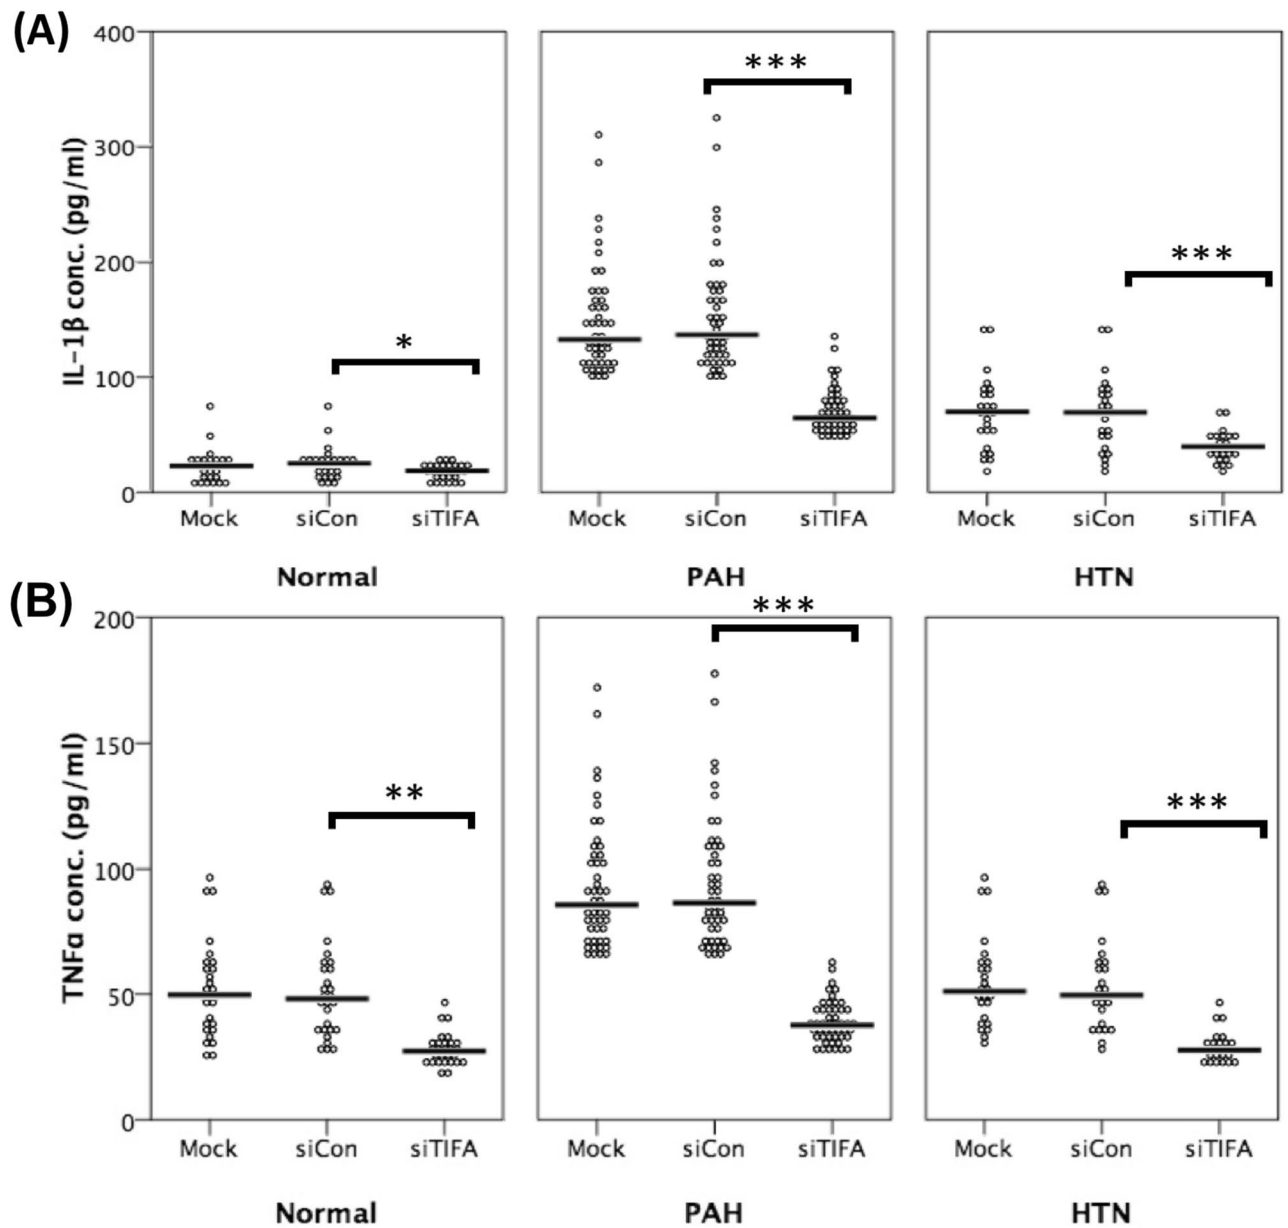 (A)
400
300
200
100
0
IL-1β conc. (pg/ml)
*
***
***
Mock siCon siTIFA Mock siCon siTIFA Mock siCon siTIFA
Normal PAH HTN
(B)
200
150
100
50
0
TNFα conc. (pg/ml)
**
***
***
Mock siCon siTIFA Mock siCon siTIFA Mock siCon siTIFA
Normal PAH HTN